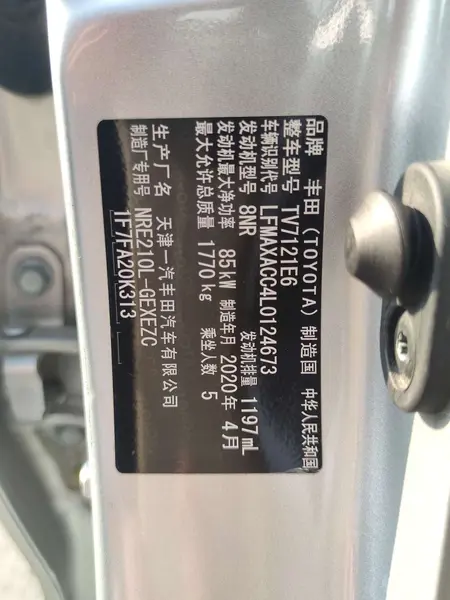 品牌 丰田(TOYOTA) 制造国 中华人民共和国
整车型号 TV7121E6
车辆识别代号 LFMAXACC4L0124673
发动机型号 8NR 发动机排量 1197mL
发动机最大净功率 85kW 制造年月 2020年4月
最大允许总质量 1770kg 乘坐人数 5
生产厂名 天津一汽丰田汽车有限公司
制造厂专用号 NRE210L-GEXEZC
1F7FA20K313